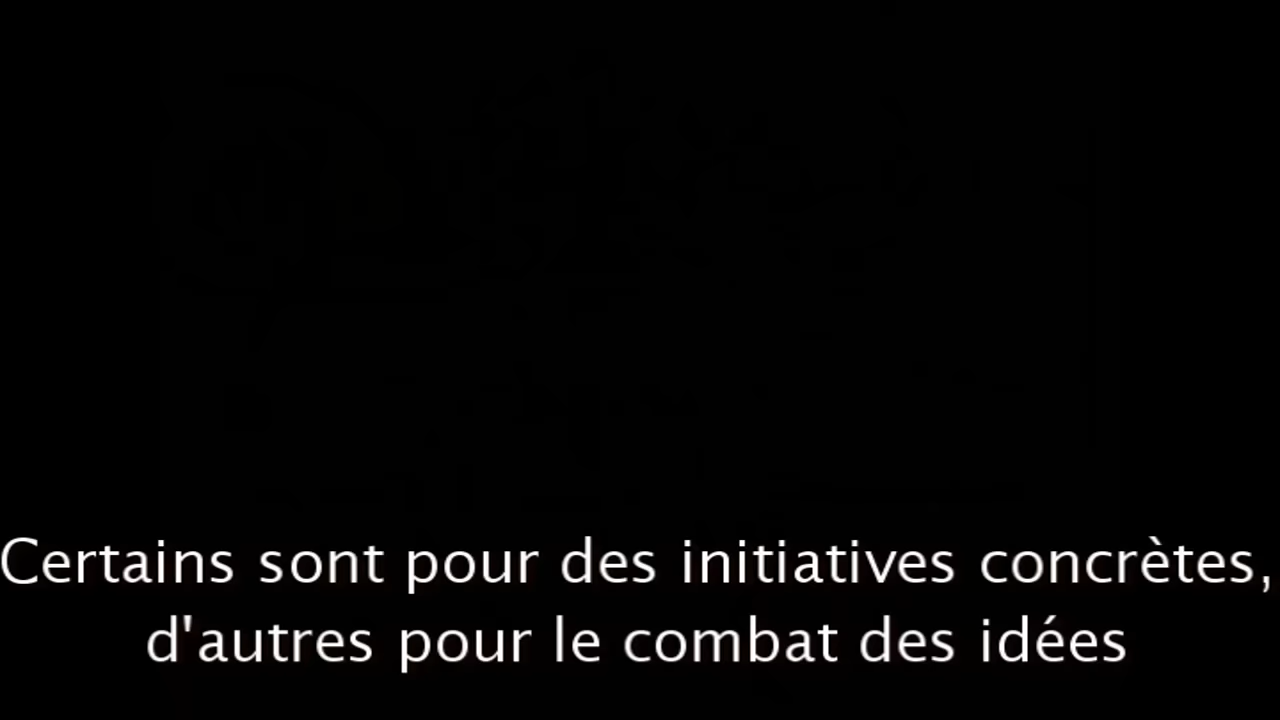 Certains sont pour des initiatives concrètes,
d'autres pour le combat des idées